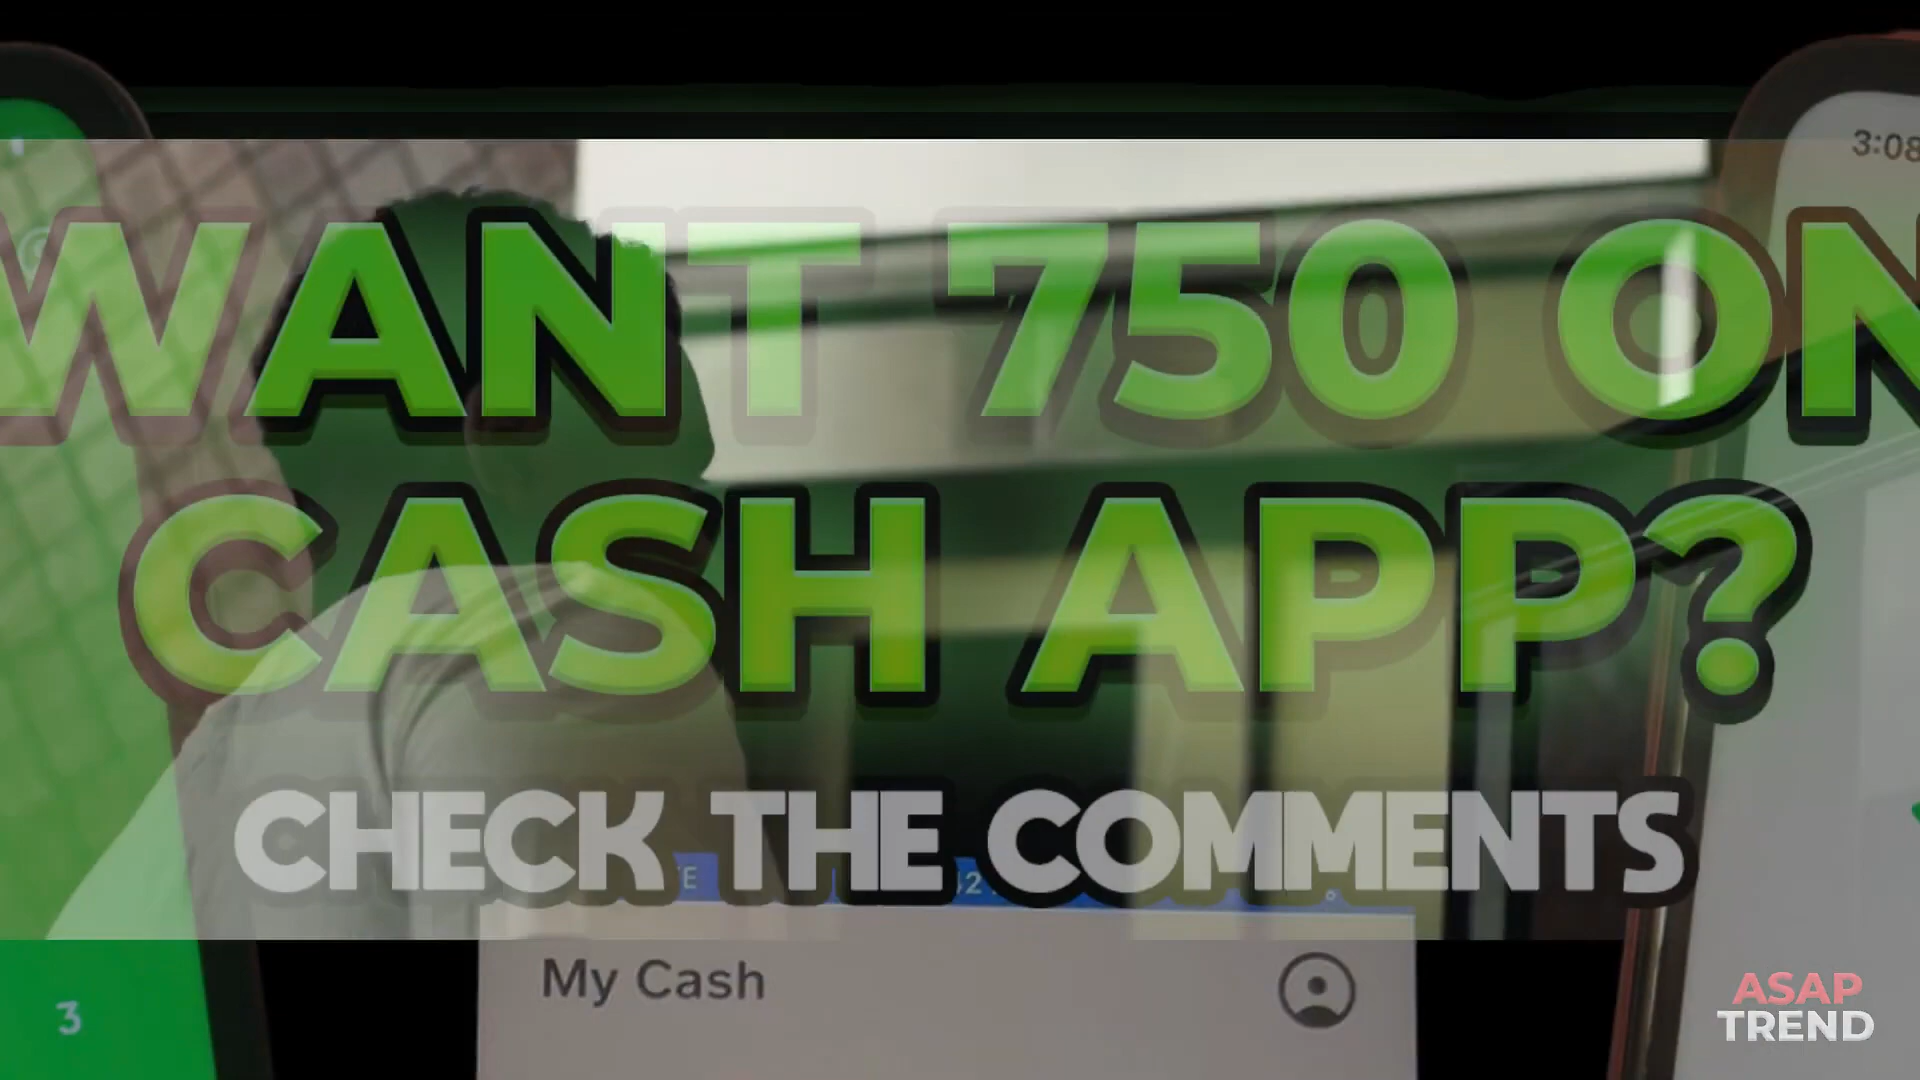 3:08
WANT 750 ON
CASH APP?
CHECK THE COMMENTS
My Cash
3
ASAP
TREND